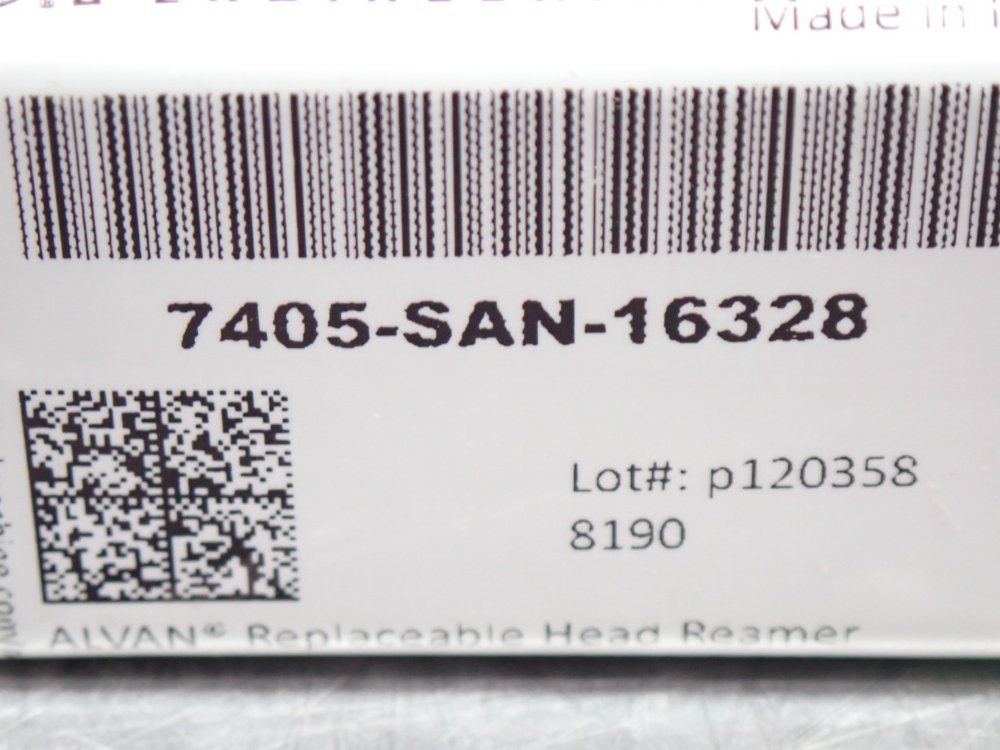 Made in
7405-SAN-16328
Lot#: p120358
8190
ALVAN® Replaceable Head Reamer